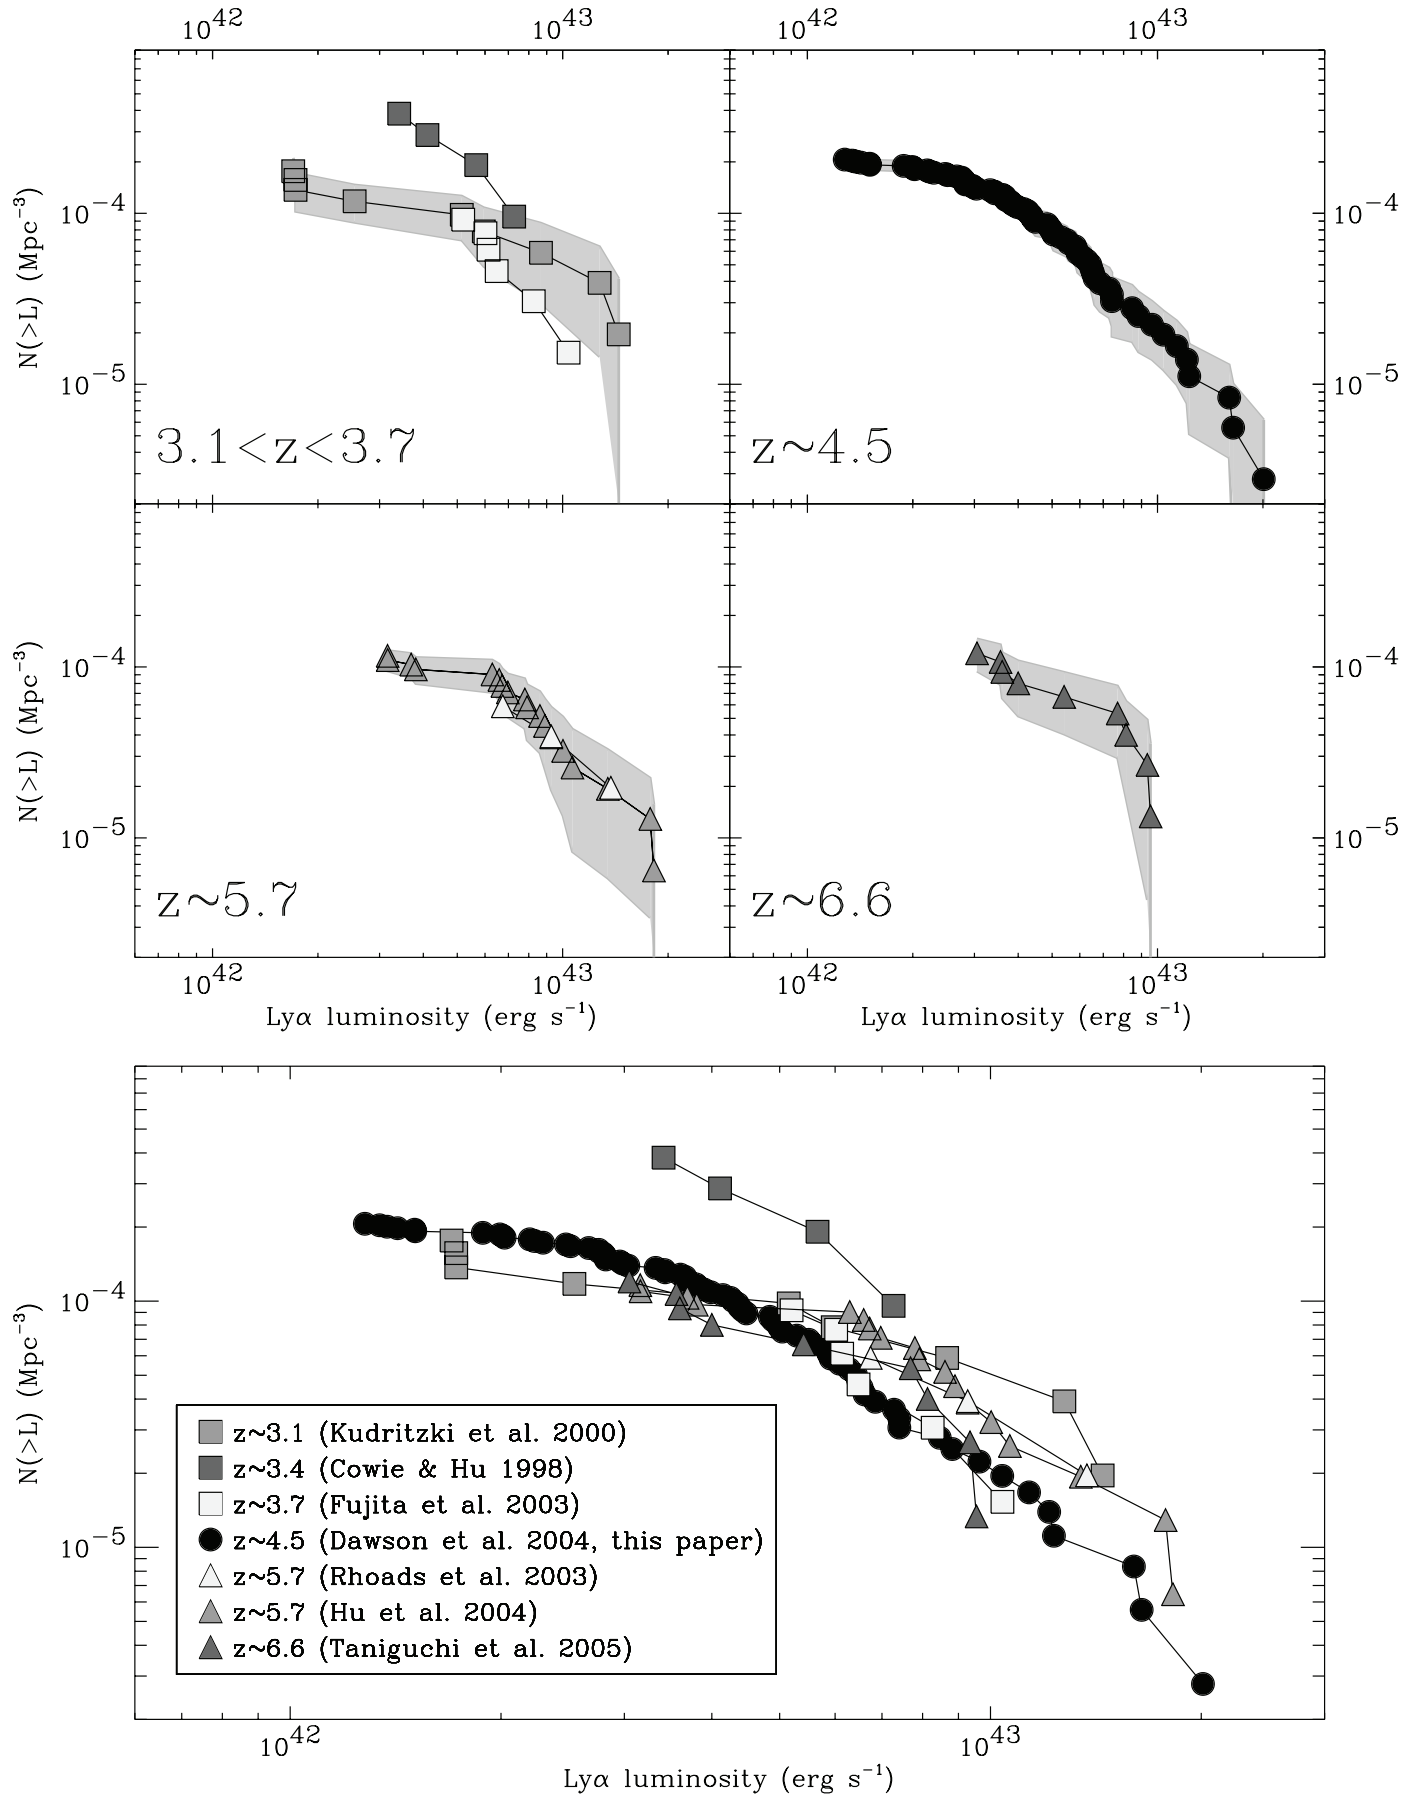 10^42 10^43 10^42 10^43
N(>L) (Mpc^-3)
10^-4
10^-5
3.1<z<3.7
z~4.5
10^-4
10^-5
N(>L) (Mpc^-3)
10^-4
10^-5
z~5.7
z~6.6
10^-4
10^-5
10^42 10^43 10^42 10^43
Lyα luminosity (erg s^-1) Lyα luminosity (erg s^-1)
N(>L) (Mpc^-3)
10^-4
10^-5
z~3.1 (Kudritzki et al. 2000)
z~3.4 (Cowie & Hu 1998)
z~3.7 (Fujita et al. 2003)
z~4.5 (Dawson et al. 2004, this paper)
z~5.7 (Rhoads et al. 2003)
z~5.7 (Hu et al. 2004)
z~6.6 (Taniguchi et al. 2005)
10^42 10^43
Lyα luminosity (erg s^-1)